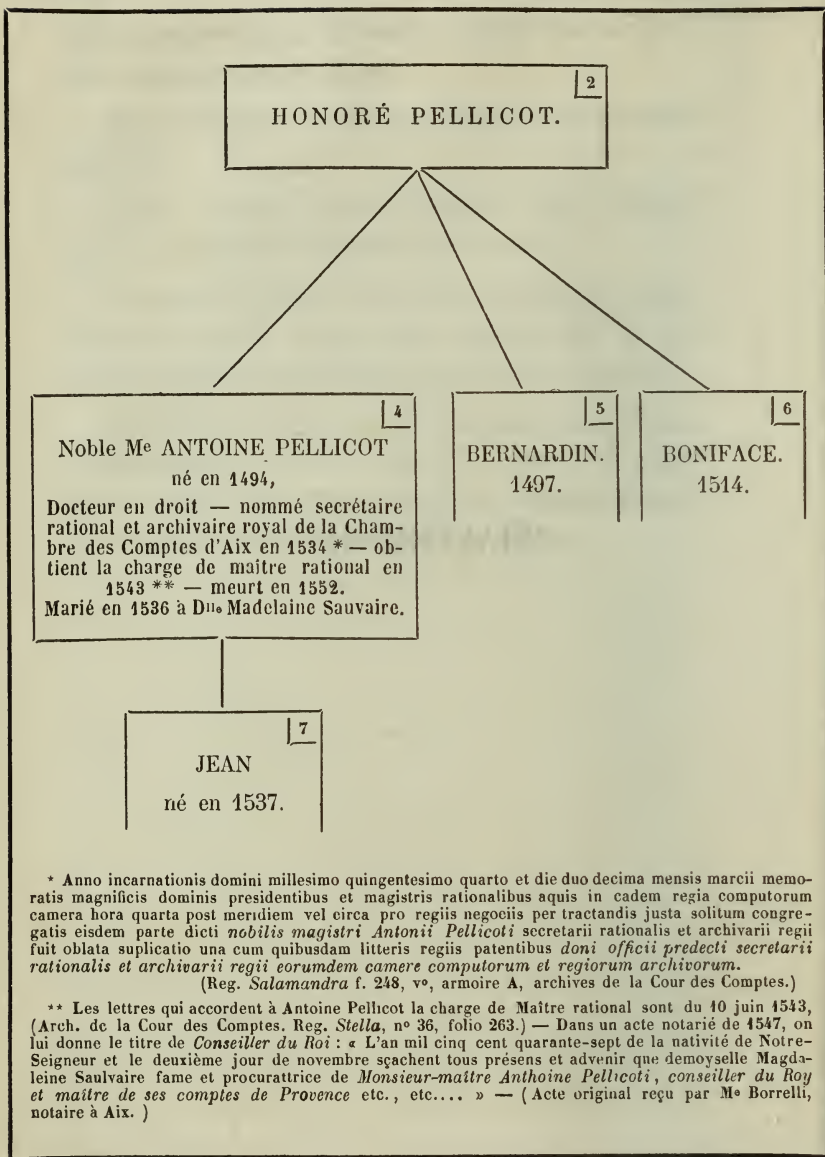 2
HONORÉ PELLICOT.
4
Noble Me ANTOINE PELLICOT
né en 1494,
Docteur en droit — nommé secrétaire
rational et archivaire royal de la Cham-
bre des Comptes d'Aix en 1534 * — ob-
tient la charge de maître rational en
1543 ** — meurt en 1552.
Marié en 1536 à Dlle Madelaine Sauvaire.
5
BERNARDIN.
1497.
6
BONIFACE.
1514.
7
JEAN
né en 1537.
* Anno incarnationis domini millesimo quingentesimo quarto et die duo decima mensis marcii memo-
ratis magnificis dominis presidentibus et magistris rationalibus aquis in cadem regia computorum
camera hora quarta post meridiem vel circa pro regiis negociis per tractandis justa solitum congre-
gatis eisdem parte dicti nobilis magistri Antonii Pellicoti secretarii rationalis et archivarii regii
fuit oblata suplicatio una cum quibusdam litteris regiis patentibus doni officii predecti secretarii
rationalis et archivarii regii eorumdem camere computorum et regiorum archivorum.
(Reg. Salamandra f. 248, vo, armoire A, archives de la Cour des Comptes.)
** Les lettres qui accordent à Antoine Pellicot la charge de Maître rational sont du 10 juin 1543,
(Arch. de la Cour des Comptes. Reg. Stella, no 36, folio 263.) — Dans un acte notarié de 1547, on
lui donne le titre de Conseiller du Roi : « L'an mil cinq cent quarante-sept de la nativité de Notre-
Seigneur et le deuxième jour de novembre sçachent tous présens et advenir que demoyselle Magda-
leine Saulvaire fame et procurattrice de Monsieur-maître Anthoine Pellicoti, conseiller du Roy
et maître de ses comptes de Provence etc., etc.... » — (Acte original reçu par Me Borrelli,
notaire à Aix.)